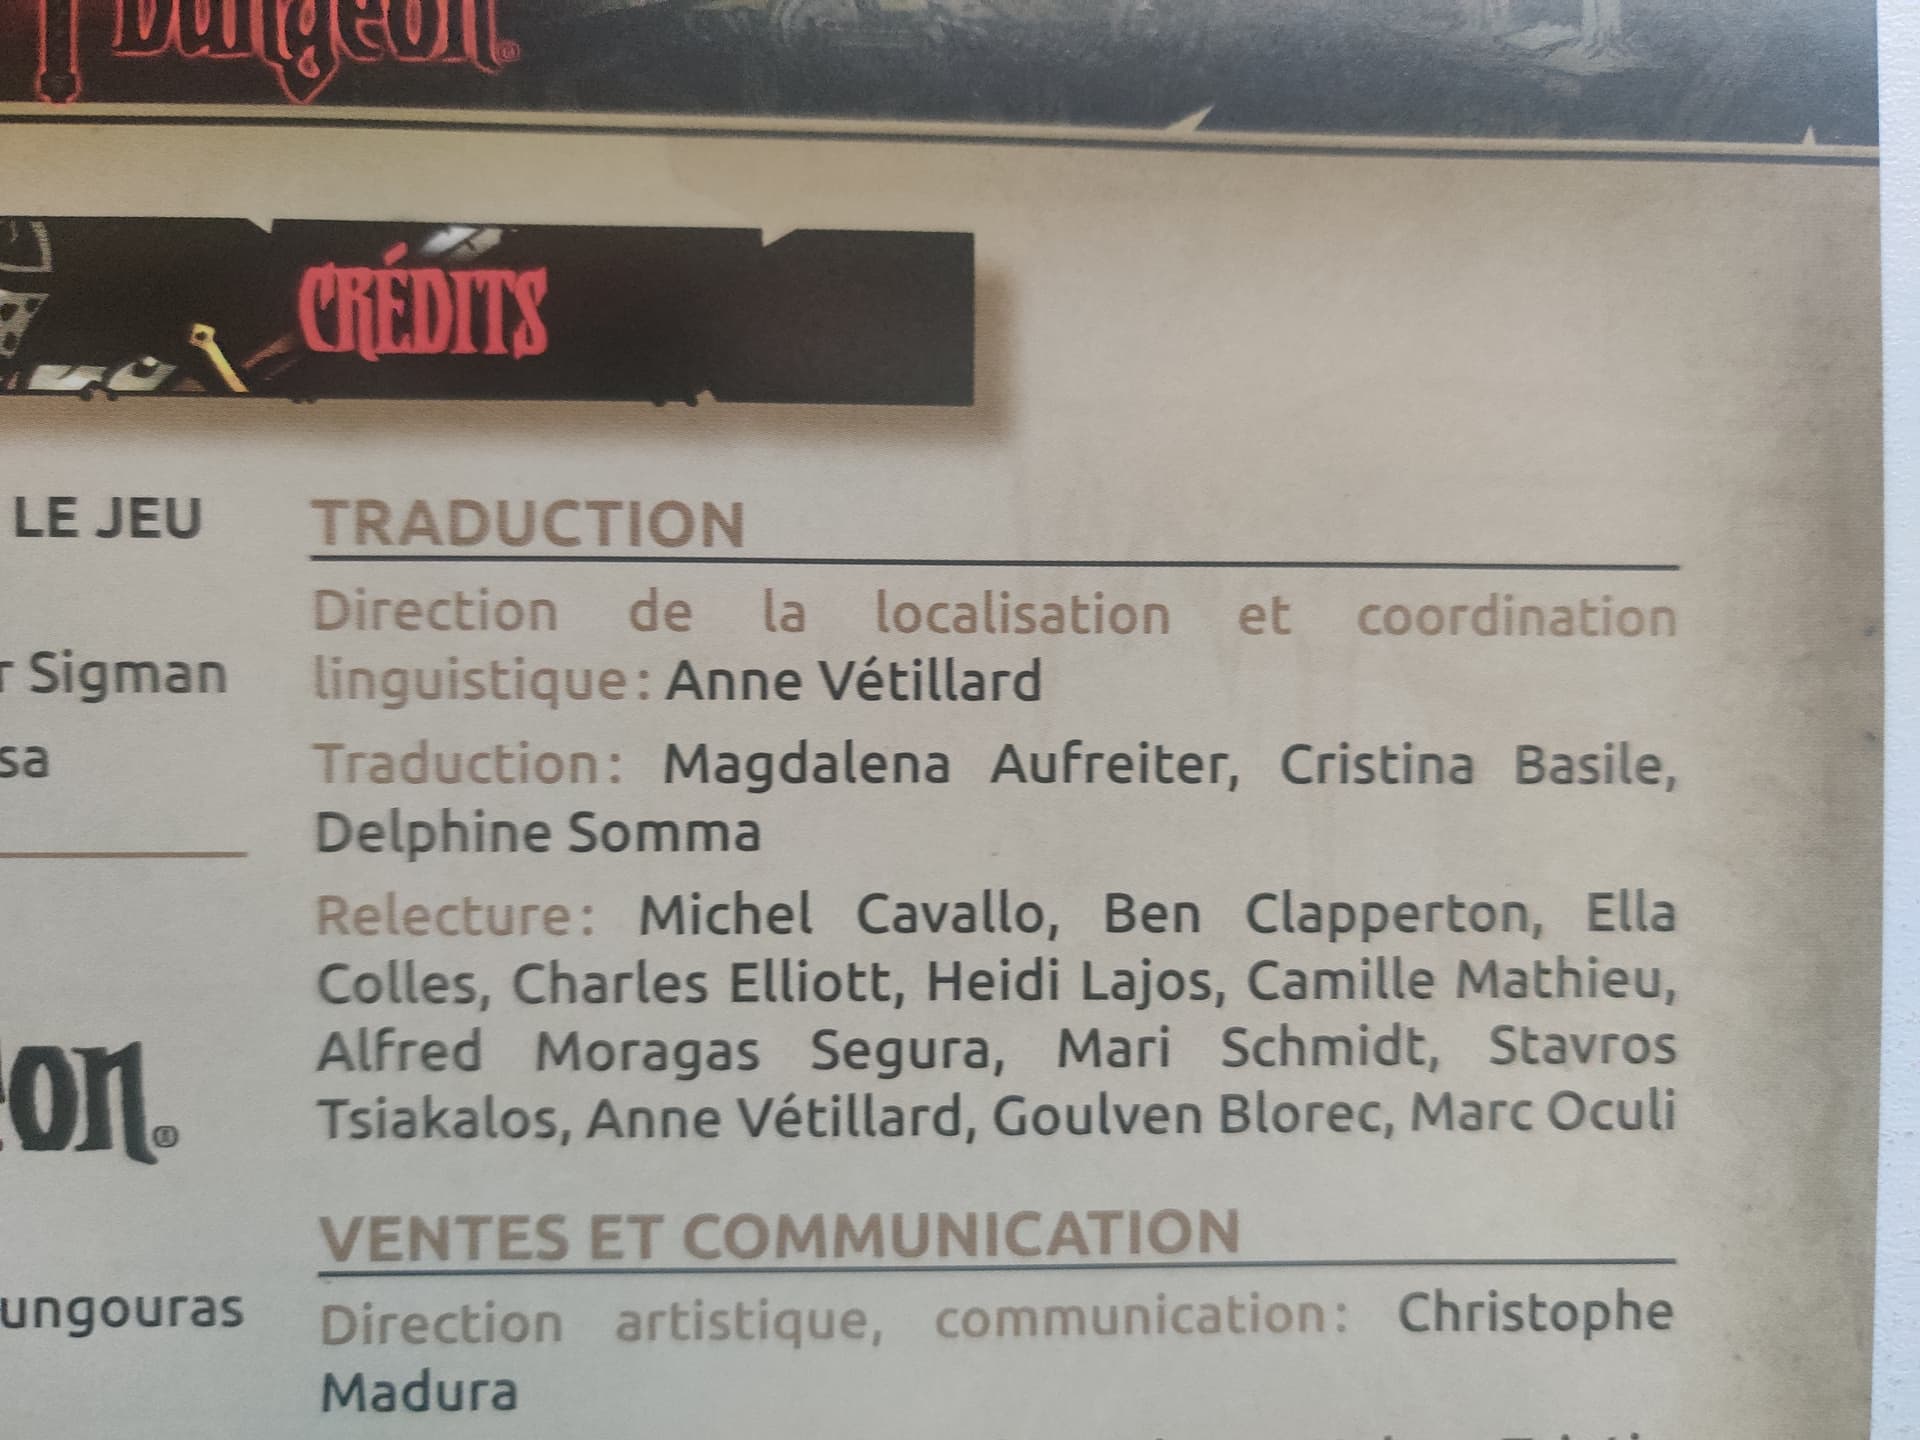 Dungeon®
CRÉDITS
LE JEU
r Sigman
sa
on®
ungouras
TRADUCTION
Direction de la localisation et coordination
linguistique : Anne Vétillard
Traduction : Magdalena Aufreiter, Cristina Basile,
Delphine Somma
Relecture : Michel Cavallo, Ben Clapperton, Ella
Colles, Charles Elliott, Heidi Lajos, Camille Mathieu,
Alfred Moragas Segura, Mari Schmidt, Stavros
Tsiakalos, Anne Vétillard, Goulven Blorec, Marc Oculi
VENTES ET COMMUNICATION
Direction artistique, communication : Christophe
Madura